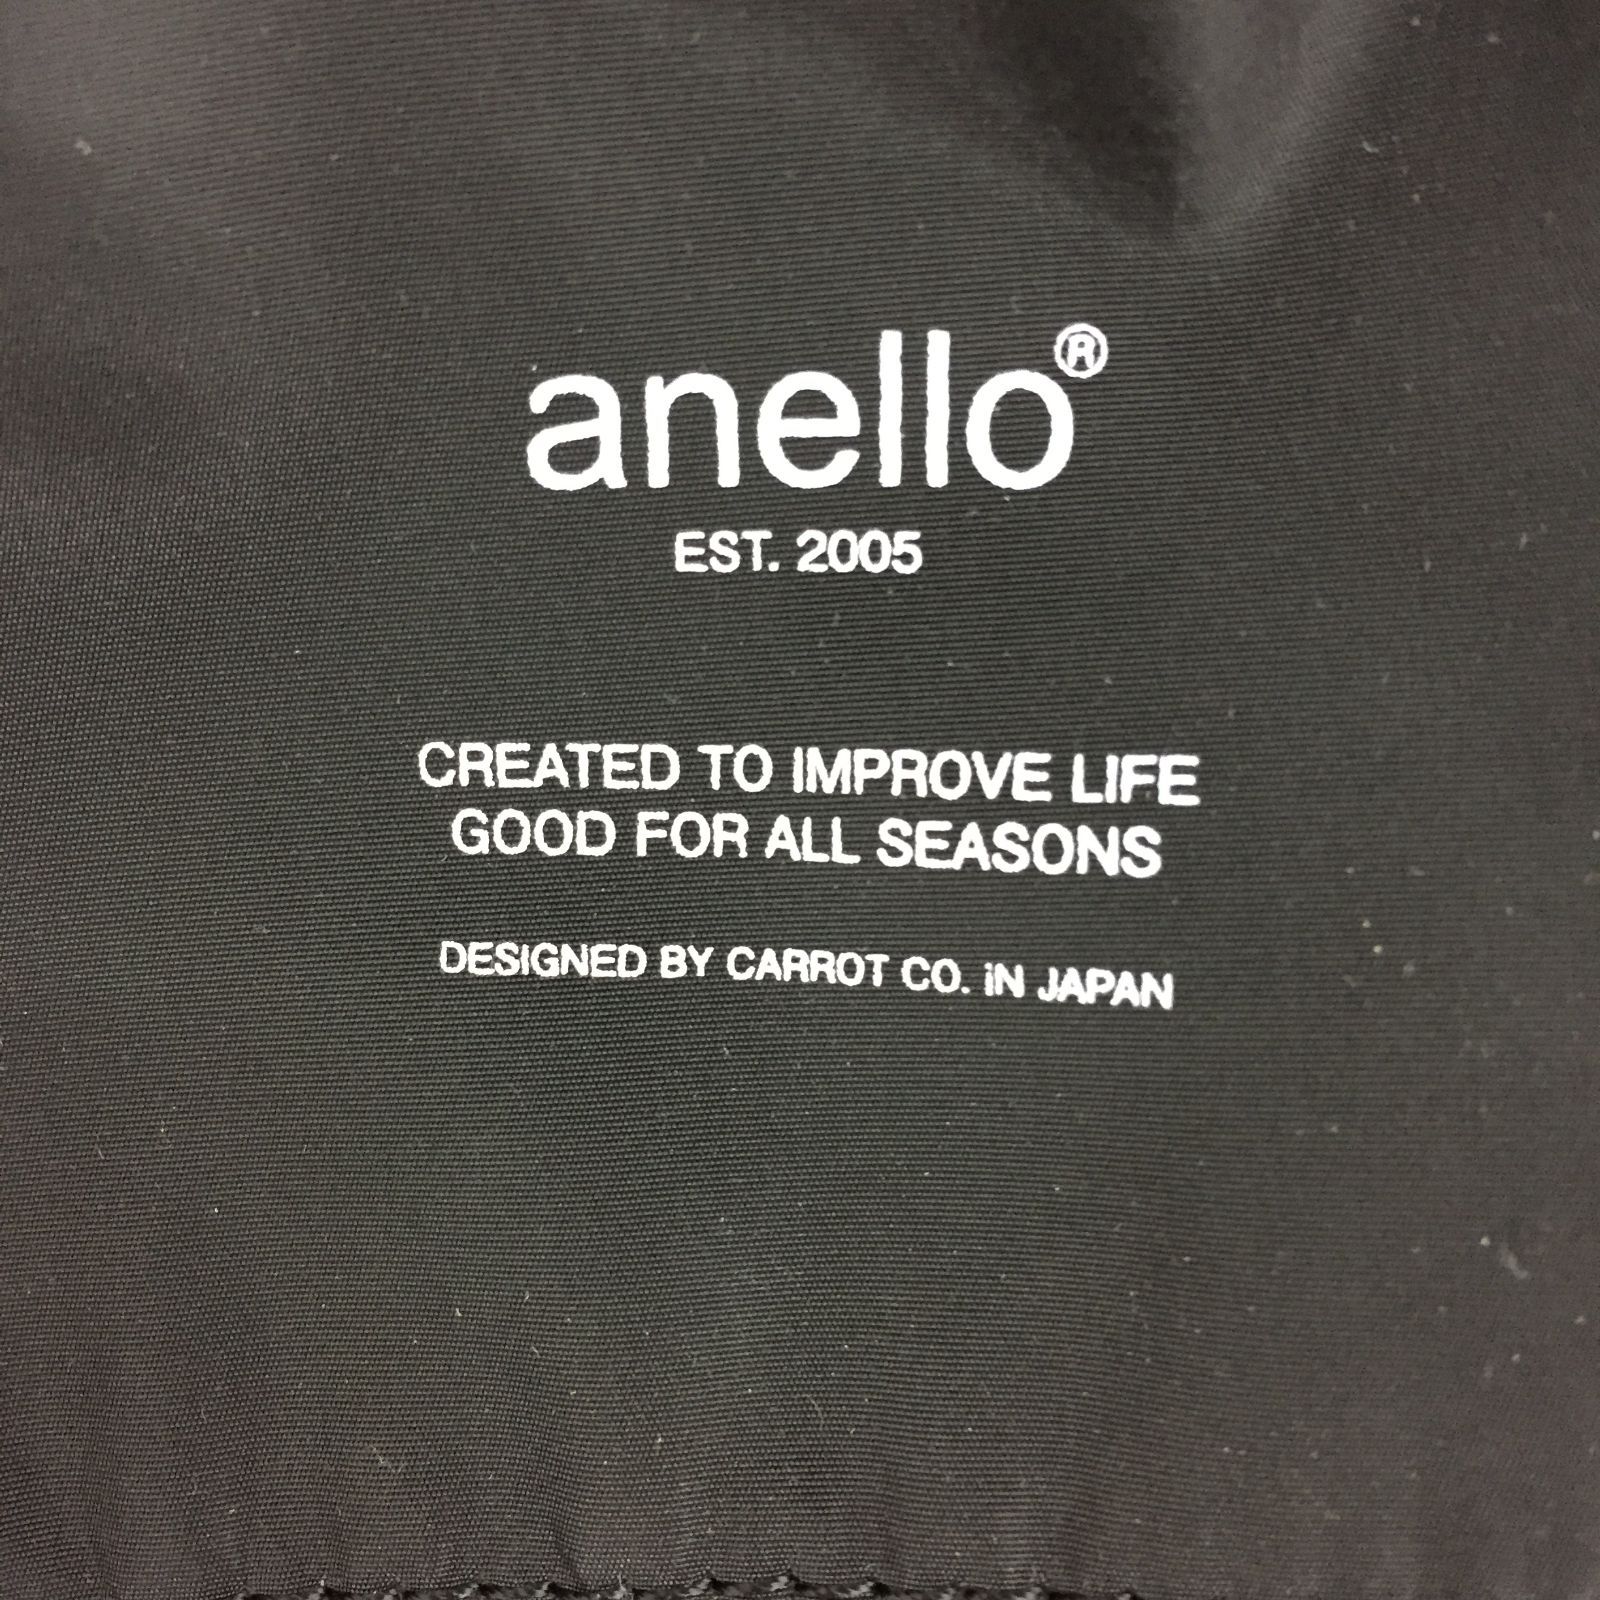 anello®
EST. 2005
CREATED TO IMPROVE LIFE
GOOD FOR ALL SEASONS
DESIGNED BY CARROT CO. iN JAPAN